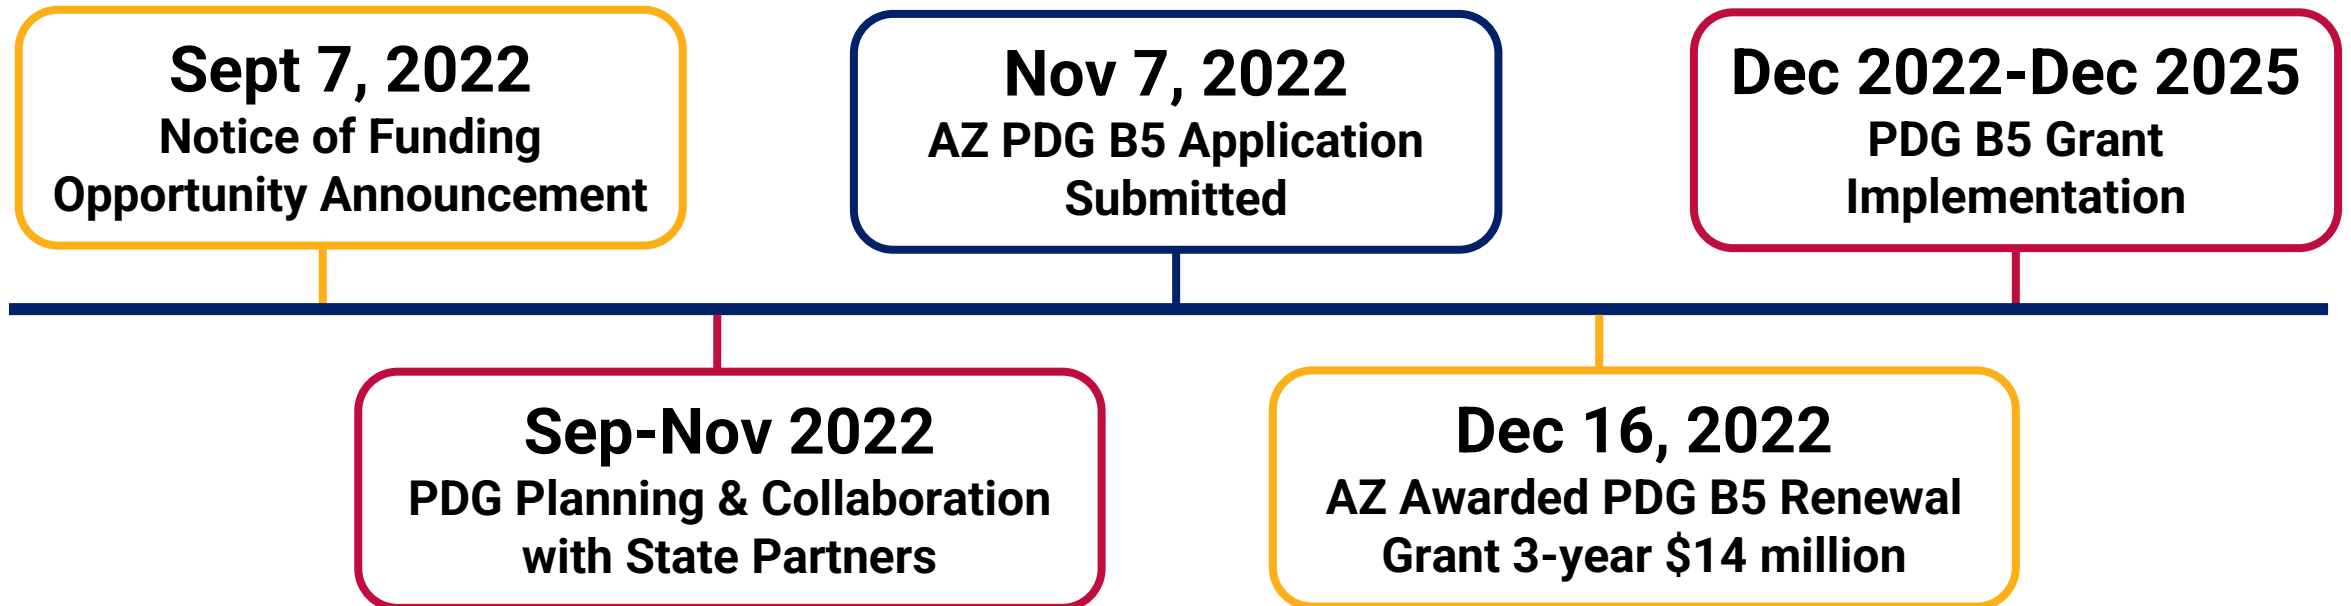 Sept 7, 2022
Notice of Funding
Opportunity Announcement
Sep-Nov 2022
PDG Planning & Collaboration
with State Partners
Nov 7, 2022
AZ PDG B5 Application
Submitted
Dec 16, 2022
AZ Awarded PDG B5 Renewal
Grant 3-year $14 million
Dec 2022-Dec 2025
PDG B5 Grant
Implementation